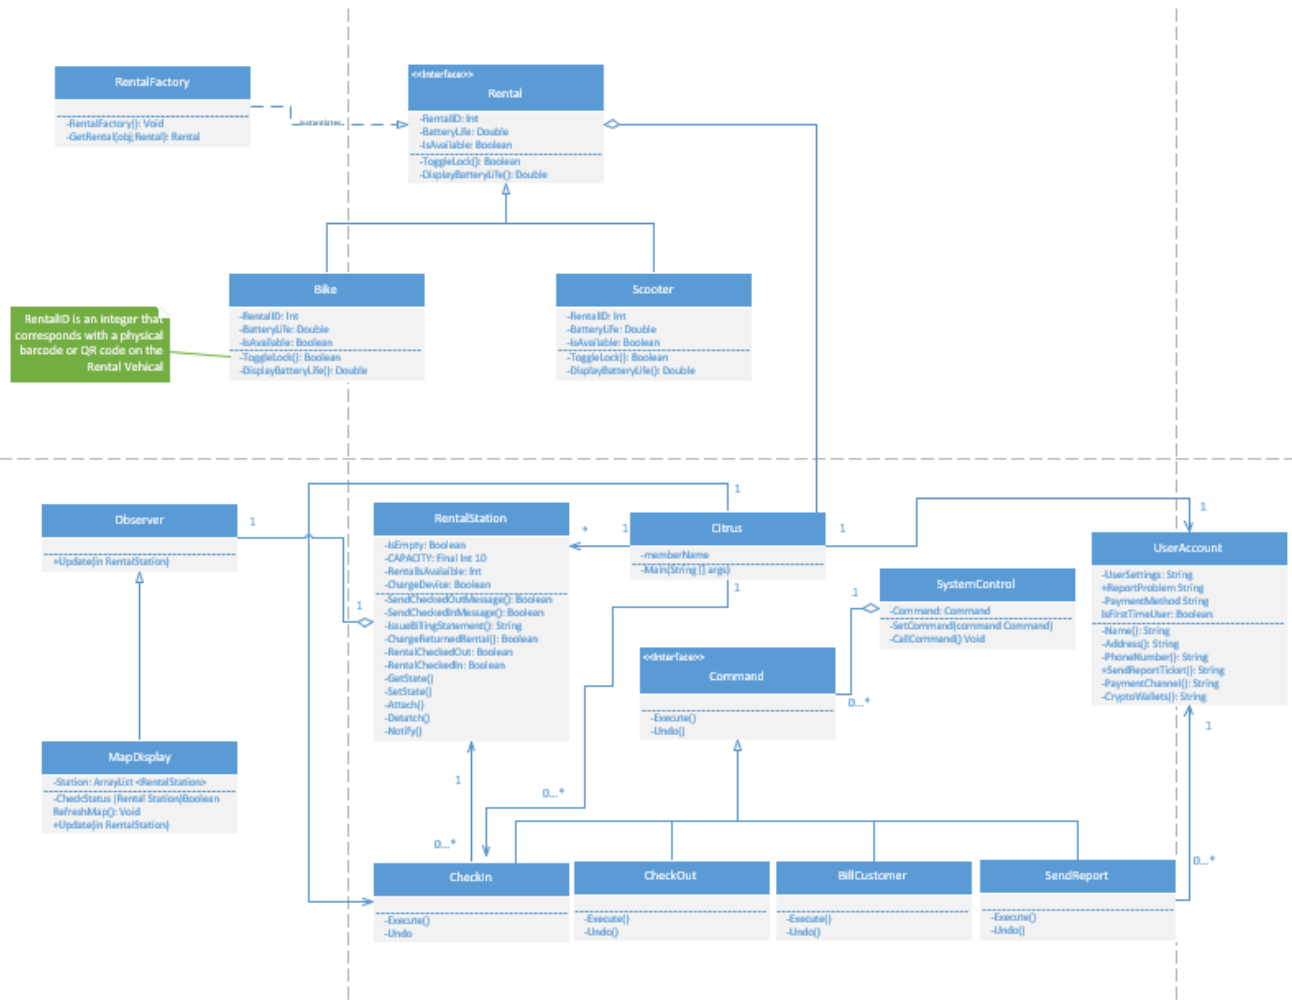 RentalFactory
-RentalFactory(): Void
-GetRental(obj;Rental): Rental
instantiates
<<Interface>>
Rental
-RentalID: Int
-BatteryLife: Double
-IsAvailable: Boolean
-ToggleLock(): Boolean
-DisplayBatteryLife(): Double
Bike
-RentalID: Int
-BatteryLife: Double
-IsAvailable: Boolean
-ToggleLock(): Boolean
-DisplayBatteryLife(): Double
Scooter
-RentalID: Int
-BatteryLife: Double
-IsAvailable: Boolean
-ToggleLock(): Boolean
-DisplayBatteryLife(): Double
RentalID is an integer that
corresponds with a physical
barcode or QR code on the
Rental Vehical
Observer
+Update(in RentalStation)
1
1
MapDisplay
-Station: ArrayList <RentalStation>
-CheckStatus (Rental Station)Boolean
RefreshMap(): Void
+Update(in RentalStation)
RentalStation
-IsEmpty: Boolean
-CAPACITY: Final Int 10
-RentalIsAvalaible: Int
-ChargeDevice: Boolean
-SendCheckedOutMessage(): Boolean
-SendCheckedInMessage(): Boolean
-IssueBillingStatement(): String
-ChargeReturnedRental(): Boolean
-RentalCheckedOut: Boolean
-RentalCheckedIn: Boolean
-GetState()
-SetState()
-Attach()
-Detatch()
-Notify()
*
1
1
Citrus
-memberName
-Main(String [] args)
1
1
1
SystemControl
-Command: Command
-SetCommand(command Command)
-CallCommand() Void
1
0...*
<<Interface>>
Command
-Execute()
-Undo()
UserAccount
-UserSettings: String
+ReportProblem String
-PaymentMethod String
IsFirstTimeUser: Boolean
-Name(): String
-Address(): String
-PhoneNumber(): String
+SendReportTicket(): String
-PaymentChannel(): String
-CryptoWallets(): String
1
0...*
1
0...*
0...*
CheckIn
-Execute()
-Undo
CheckOut
-Execute()
-Undo()
BillCustomer
-Execute()
-Undo()
SendReport
-Execute()
-Undo()